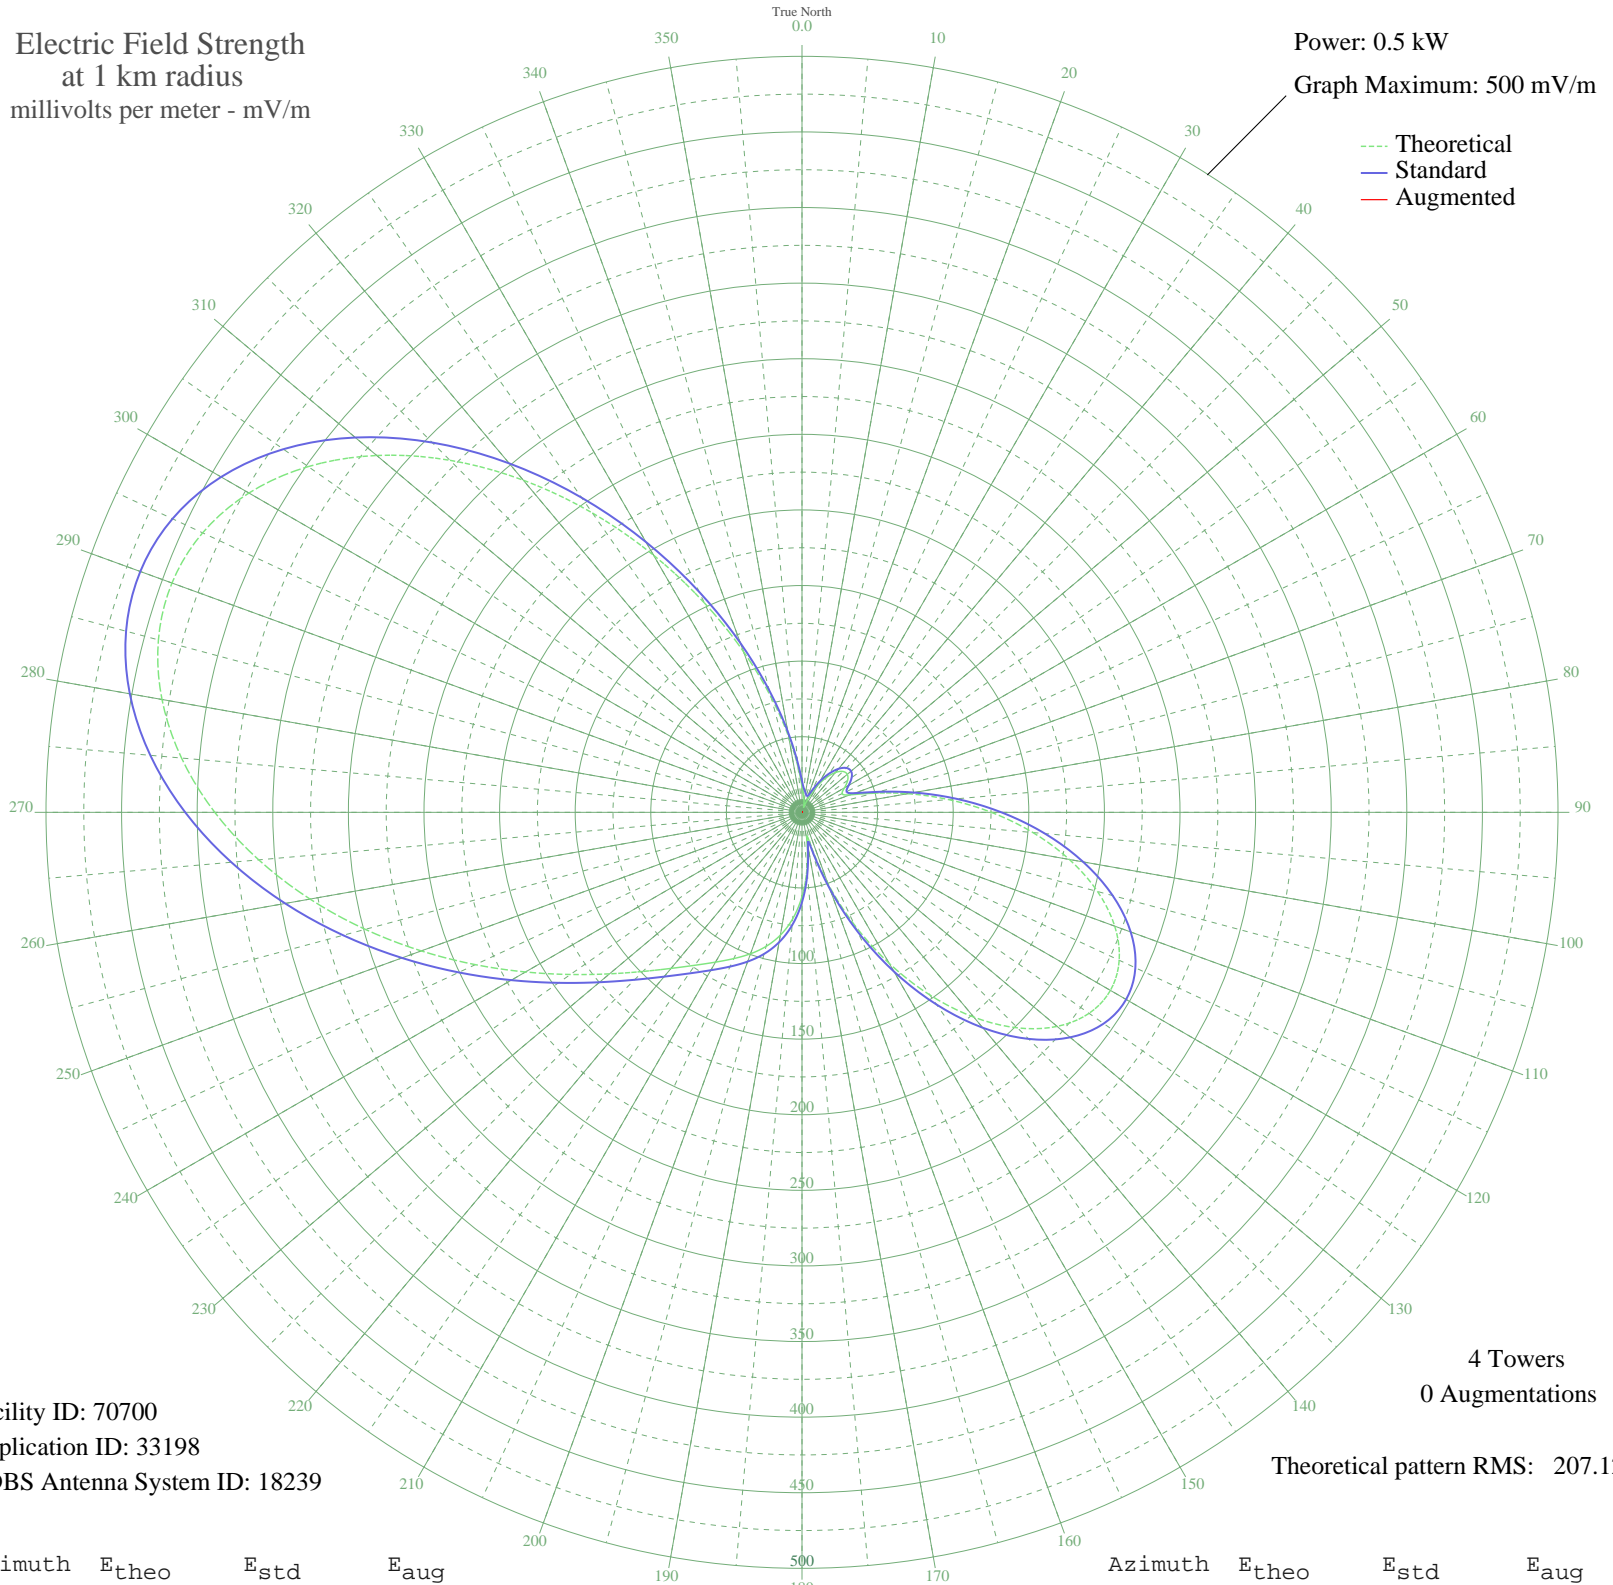 True North
0.0
Electric Field Strength
at 1 km radius
millivolts per meter - mV/m
Power: 0.5 kW
Graph Maximum: 500 mV/m
Theoretical
Standard
Augmented
10
20
30
40
50
60
70
80
90
100
110
120
130
140
150
160
170
190
200
210
220
230
240
250
260
270
280
290
300
310
320
330
340
350
100
150
200
250
300
350
400
450
500
4 Towers
0 Augmentations
Theoretical pattern RMS: 207.1
cility ID: 70700
plication ID: 33198
DBS Antenna System ID: 18239
imuth Etheo Estd Eaug
Azimuth Etheo Estd Eaug